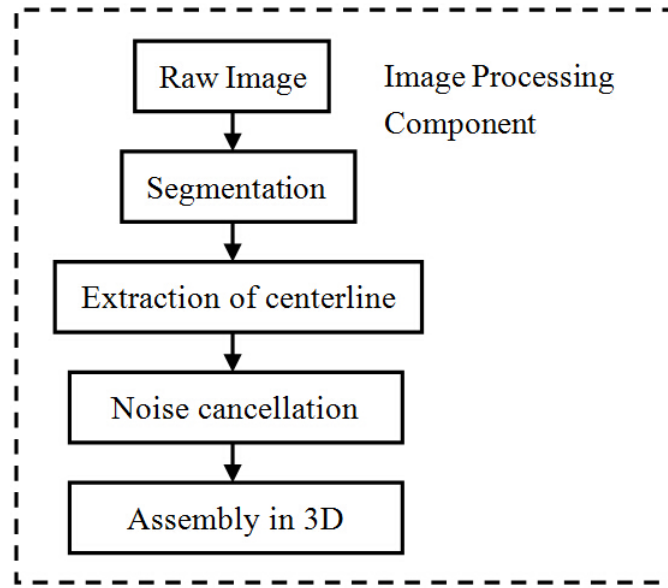 Raw Image
Image Processing
Component
Segmentation
Extraction of centerline
Noise cancellation
Assembly in 3D